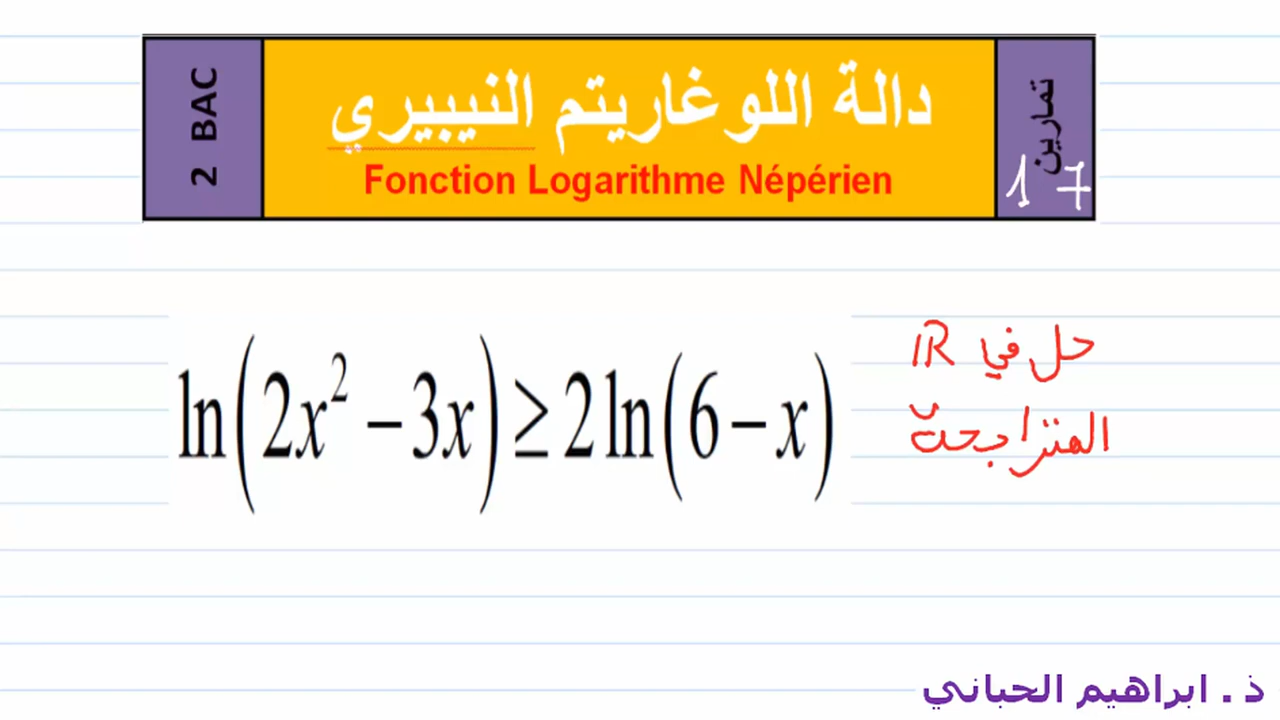 2 BAC
دالة اللوغاريتم النيبيري
Fonction Logarithme Népérien
تمارين
17
حل في IR
المتراجحة
ln(2x² − 3x) ≥ 2 ln(6 − x)
ذ . ابراهيم الحباني